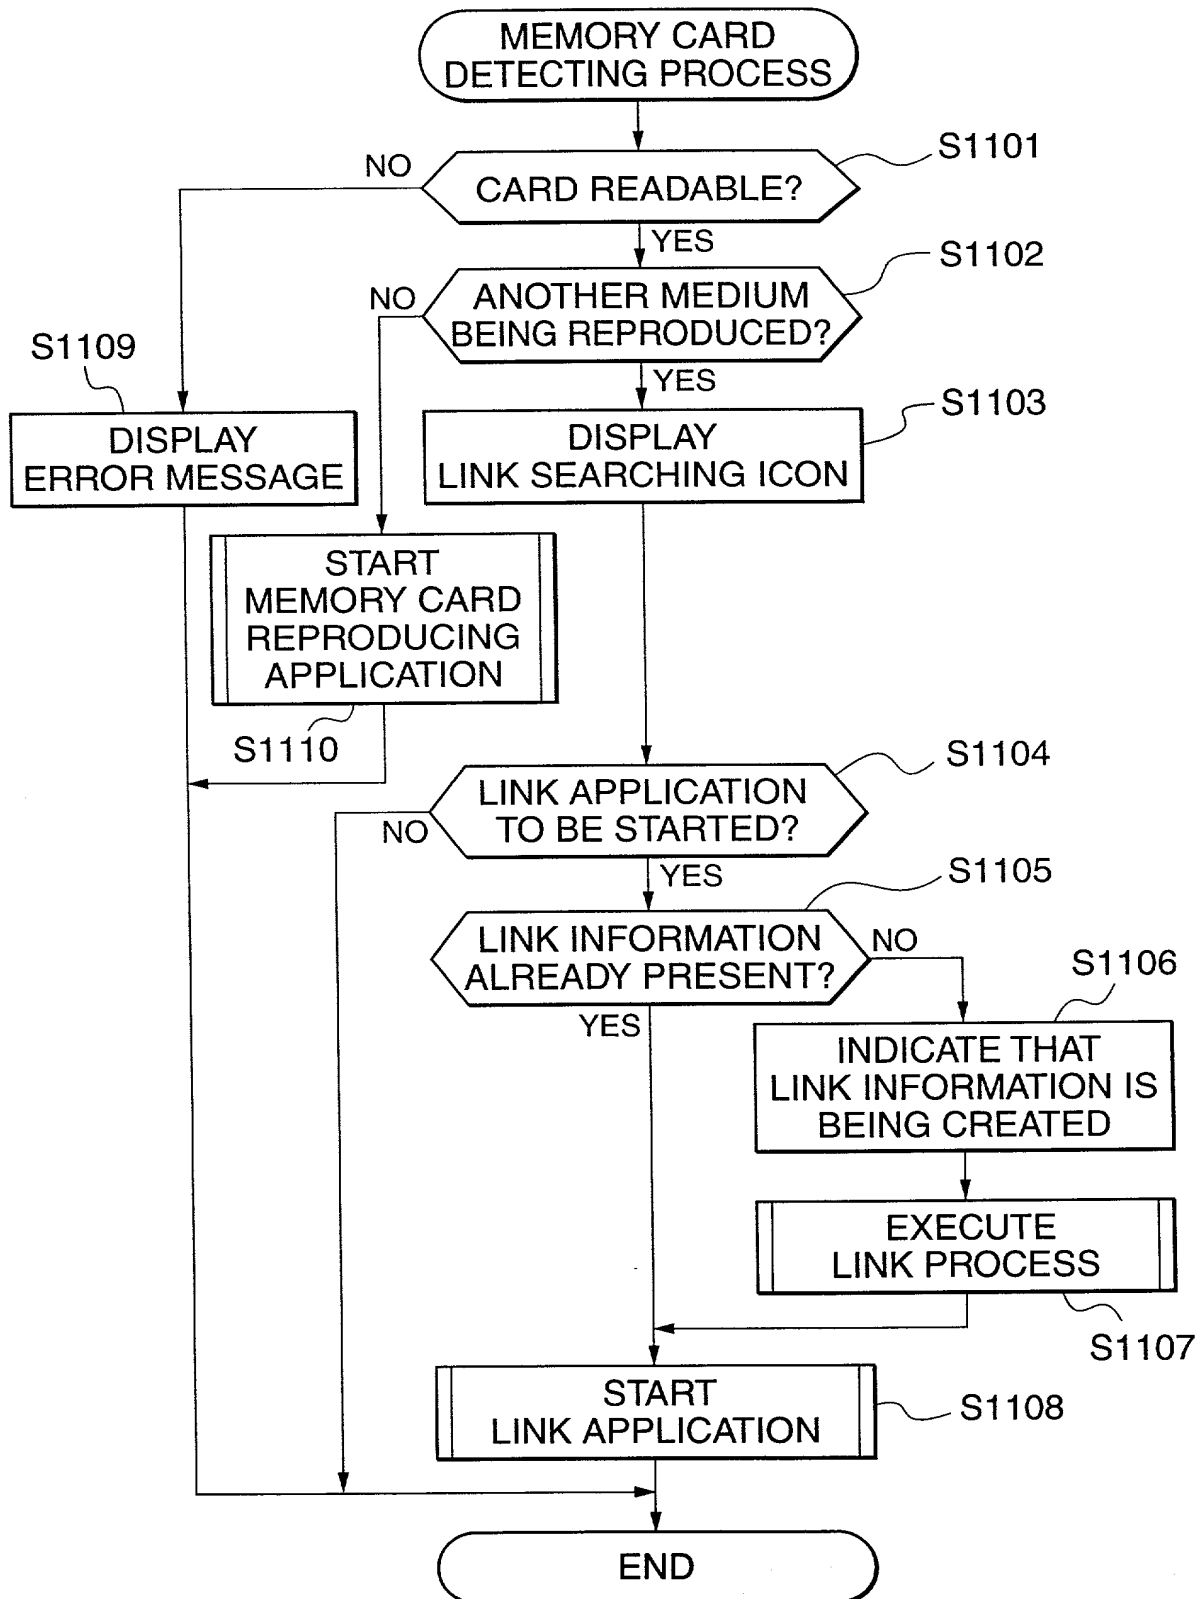 MEMORY CARD
DETECTING PROCESS
S1101
NO
CARD READABLE?
YES
S1102
NO
ANOTHER MEDIUM
BEING REPRODUCED?
YES
S1109
S1103
DISPLAY
ERROR MESSAGE
DISPLAY
LINK SEARCHING ICON
START
MEMORY CARD
REPRODUCING
APPLICATION
S1110
S1104
LINK APPLICATION
TO BE STARTED?
NO
YES
S1105
LINK INFORMATION
ALREADY PRESENT?
NO
YES
S1106
INDICATE THAT
LINK INFORMATION IS
BEING CREATED
EXECUTE
LINK PROCESS
S1107
START
LINK APPLICATION
S1108
END